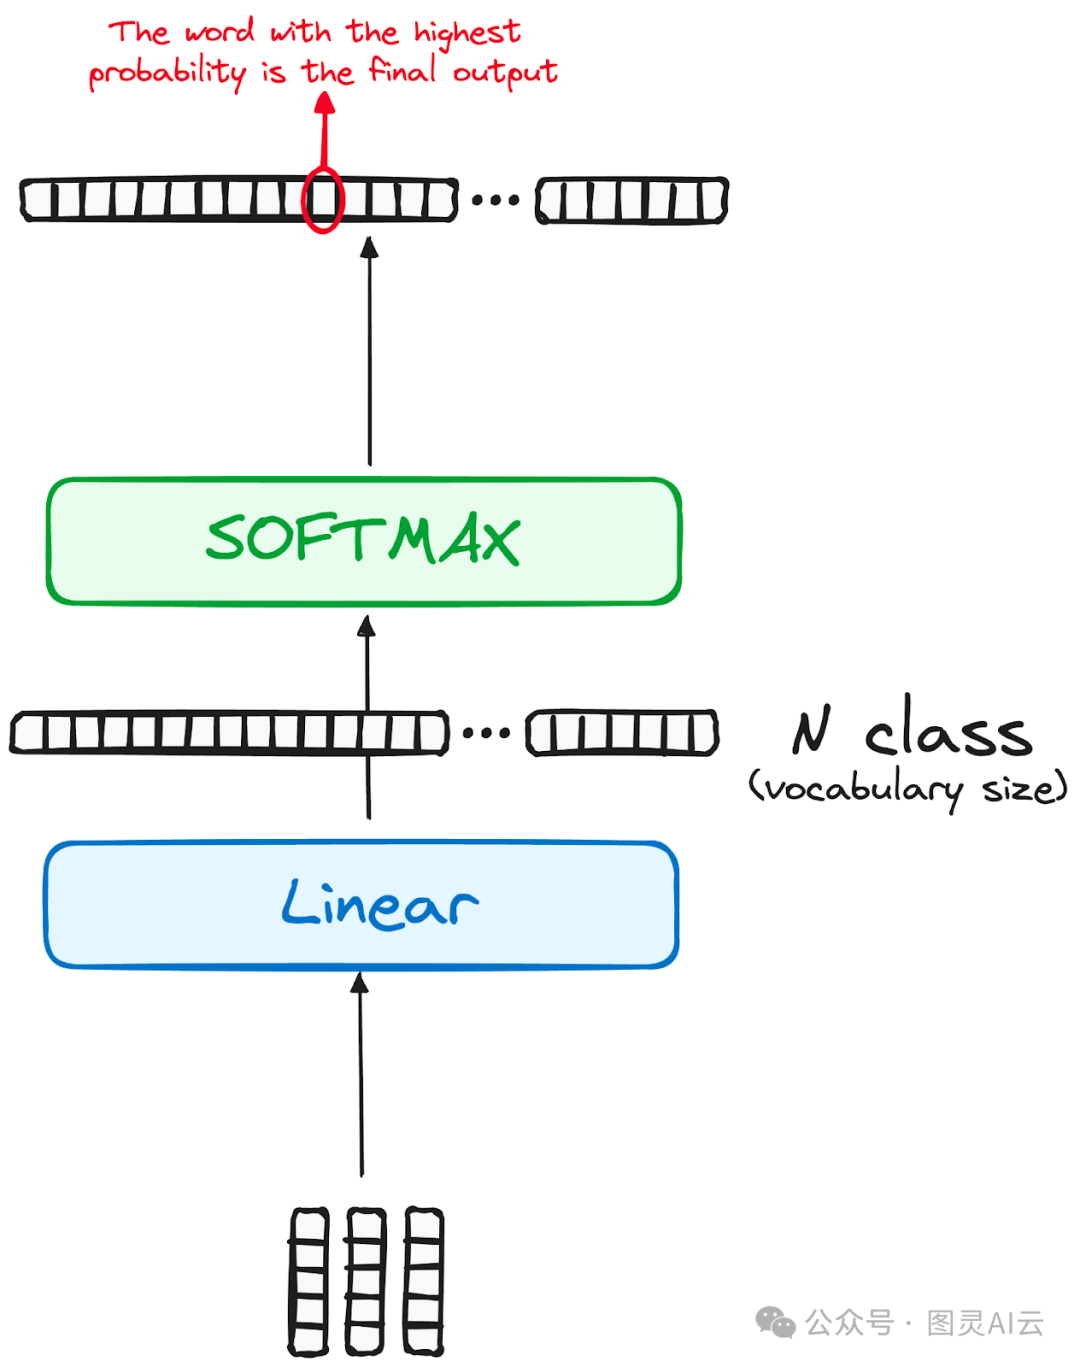 The word with the highest
probability is the final output
SOFTMAX
N class
(vocabulary size)
Linear
公众号 · 图灵AI云